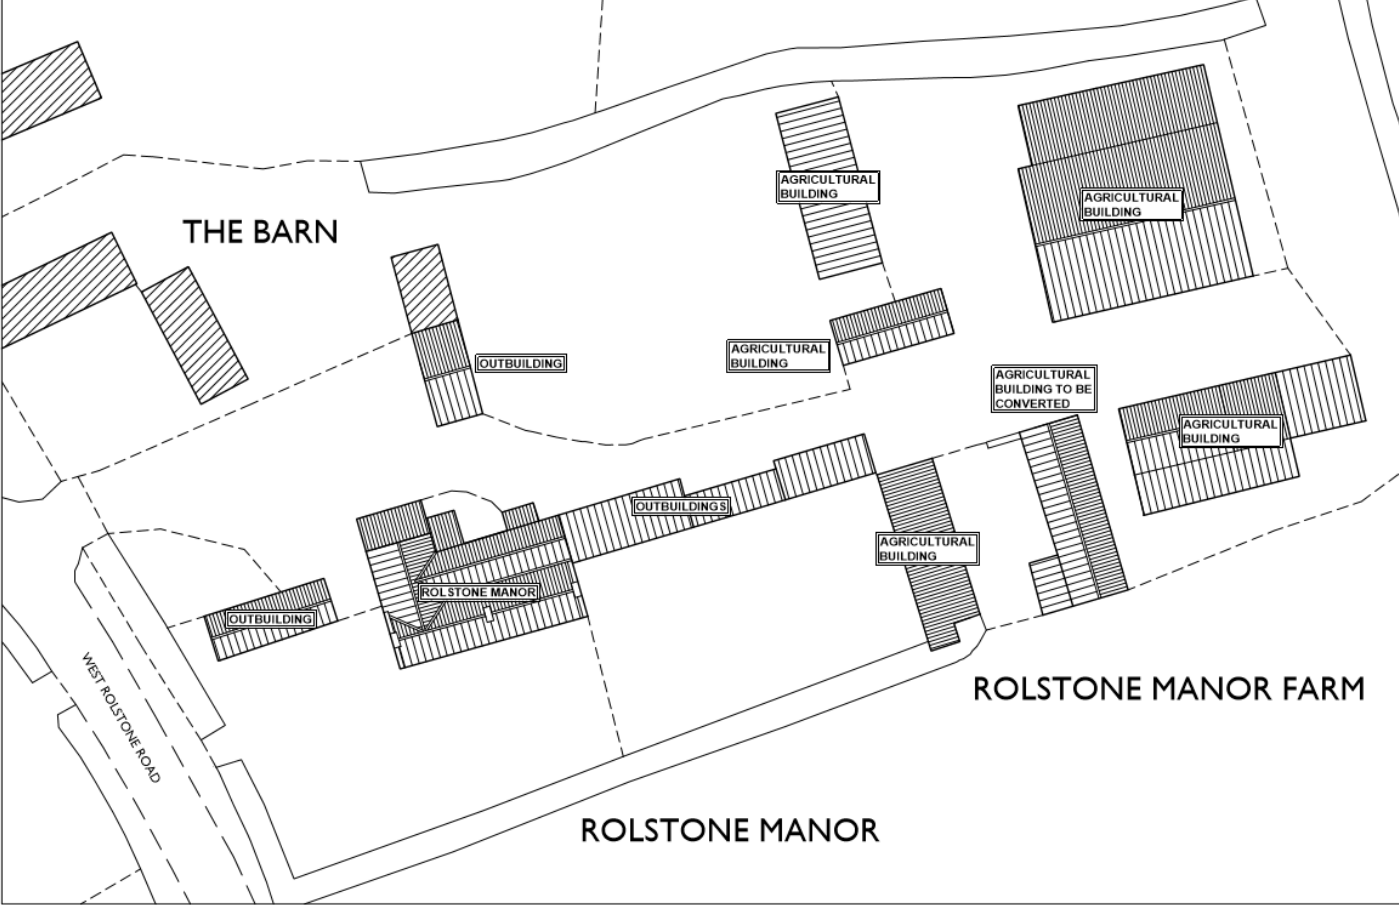 AGRICULTURAL
BUILDING
AGRICULTURAL
BUILDING
THE BARN
AGRICULTURAL
BUILDING
OUTBUILDING
AGRICULTURAL
BUILDING TO BE
CONVERTED
AGRICULTURAL
BUILDING
OUTBUILDINGS
AGRICULTURAL
BUILDING
ROLSTONE MANOR
OUTBUILDING
WEST ROLSTONE ROAD
ROLSTONE MANOR FARM
ROLSTONE MANOR